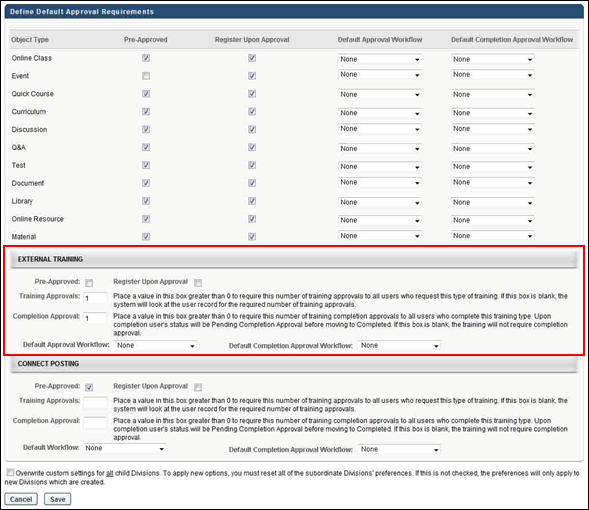 Define Default Approval Requirements
Object Type Pre-Approved Register Upon Approval Default Approval Workflow Default Completion Approval Workflow
Online Class None None
Event None None
Quick Course None None
Curriculum None None
Discussion None None
Q&A None None
Test None None
Document None None
Library None None
Online Resource None None
Material None None
EXTERNAL TRAINING
Pre-Approved: Register Upon Approval
Training Approvals: 1 Place a value in this box greater than 0 to require this number of training approvals to all users who request this type of training. If this box is blank, the
system will look at the user record for the required number of training approvals.
Completion Approval: 1 Place a value in this box greater than 0 to require this number of training completion approvals to all users who complete this training type. Upon
completion user's status will be Pending Completion Approval before moving to Completed. If this box is blank, the training will not require completion
approval.
Default Approval Workflow: None Default Completion Approval Workflow: None
CONNECT POSTING
Pre-Approved: Register Upon Approval
Training Approvals: Place a value in this box greater than 0 to require this number of training approvals to all users who request this type of training. If this box is blank, the
system will look at the user record for the required number of training approvals.
Completion Approval: Place a value in this box greater than 0 to require this number of training completion approvals to all users who complete this training type. Upon
completion user's status will be Pending Completion Approval before moving to Completed. If this box is blank, the training will not require completion
approval.
Default Workflow: None Default Completion Approval Workflow: None
Overwrite custom settings for all child Divisions. To apply new options, you must reset all of the subordinate Divisions' preferences. If this is not checked, the preferences will only apply to
new Divisions which are created.
Cancel Save